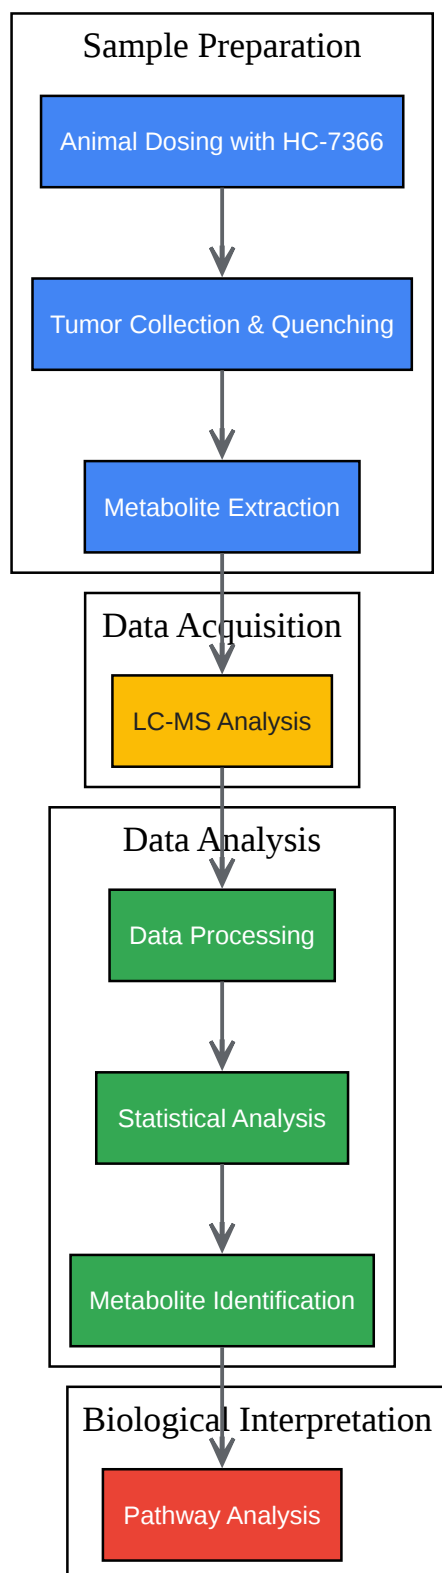 Sample Preparation
Animal Dosing with HC-7366
Tumor Collection & Quenching
Metabolite Extraction
Data Acquisition
LC-MS Analysis
Data Analysis
Data Processing
Statistical Analysis
Metabolite Identification
Biological Interpretation
Pathway Analysis